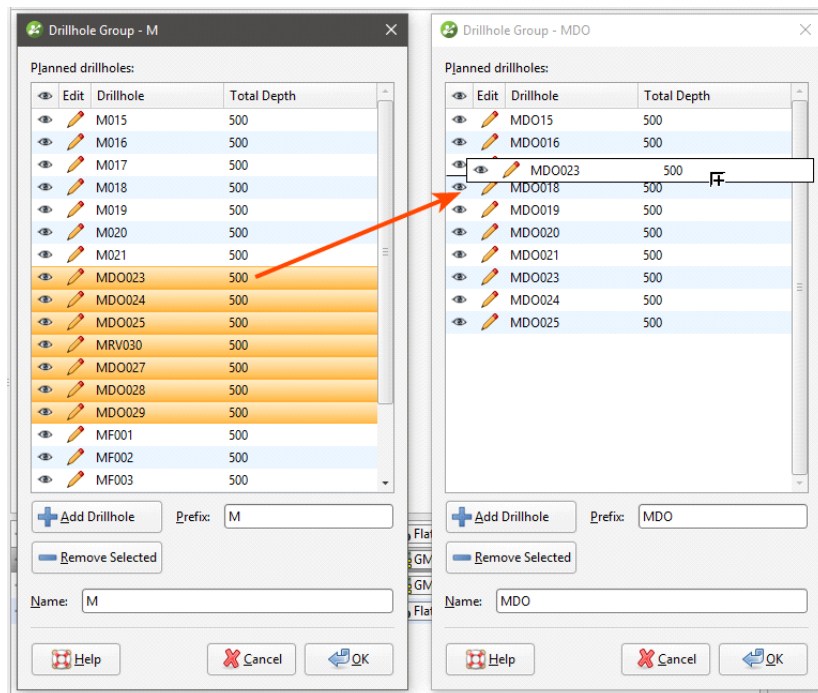 Drillhole Group - M
Planned drillholes:
Edit Drillhole Total Depth
M015 500
M016 500
M017 500
M018 500
M019 500
M020 500
M021 500
MDO023 500
MDO024 500
MDO025 500
MRV030 500
MDO027 500
MDO028 500
MDO029 500
MF001 500
MF002 500
MF003 500
Add Drillhole Prefix: M
Remove Selected
Name: M
Help Cancel OK
Flat
GM
GM
Flat
Drillhole Group - MDO
Planned drillholes:
Edit Drillhole Total Depth
MDO15 500
MDO016 500
MDO023 500
MDO018 500
MDO019 500
MDO020 500
MDO021 500
MDO023 500
MDO024 500
MDO025 500
Add Drillhole Prefix: MDO
Remove Selected
Name: MDO
Help Cancel OK